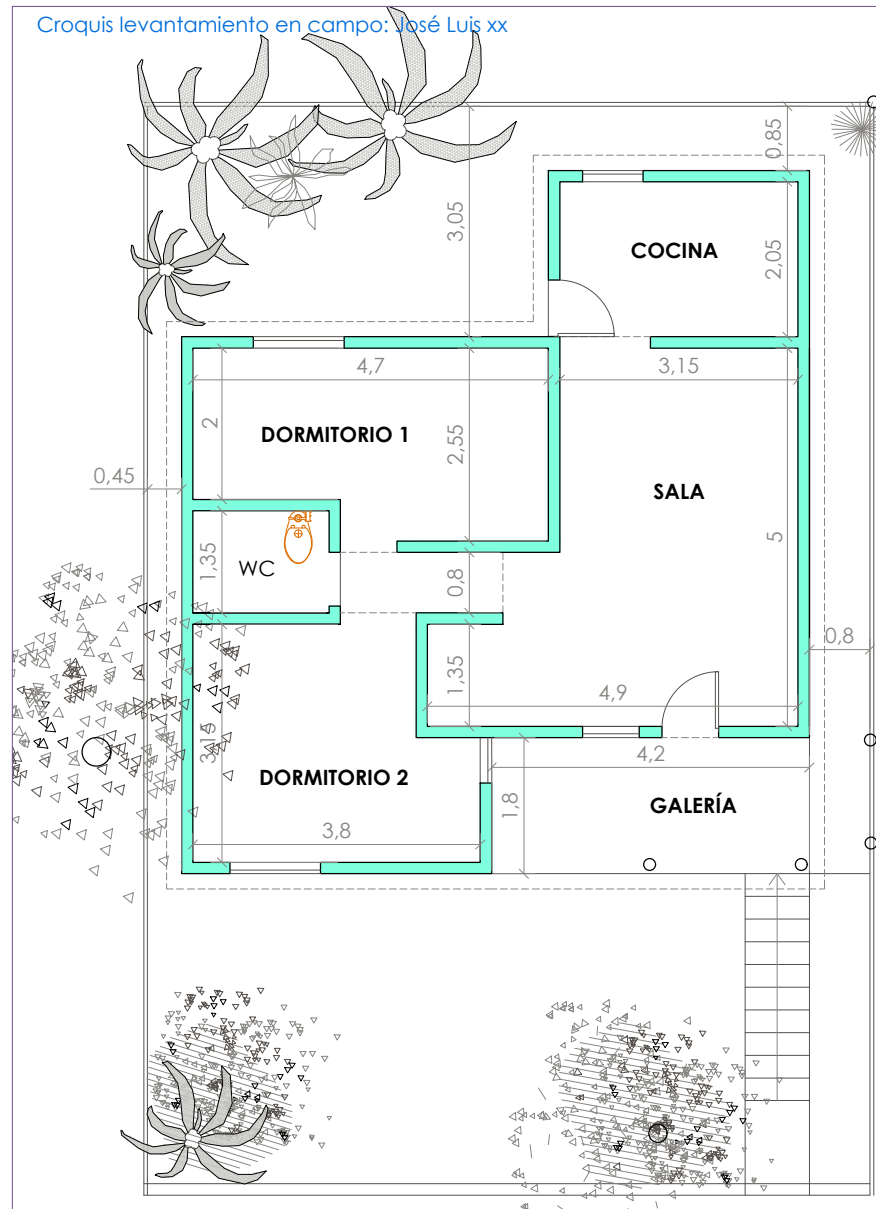 Croquis levantamiento en campo: José Luis xx
0,85
3,05
COCINA
2,05
4,7
3,15
2
DORMITORIO 1
2,55
0,45
SALA
5
1,35
WC
0,8
0,8
1,35
4,9
3,15
DORMITORIO 2
4,2
GALERÍA
1,8
3,8